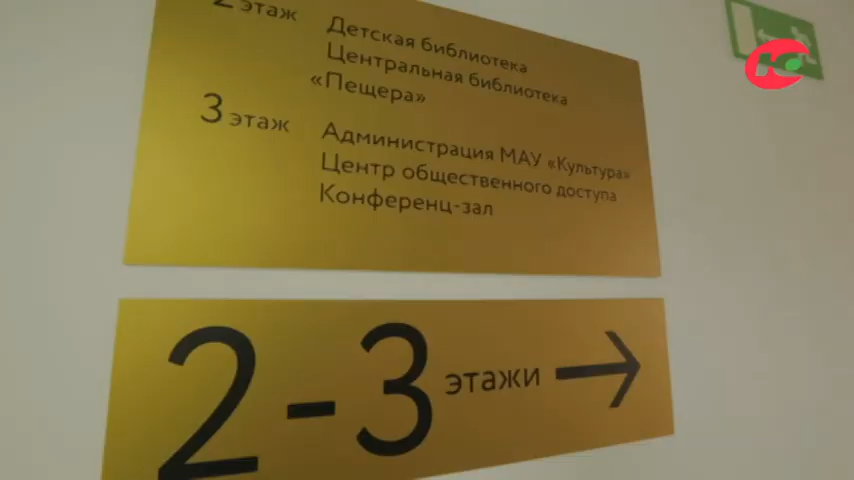 2 этаж Детская библиотека
Центральная библиотека
«Пещера»
3 этаж Администрация МАУ «Культура»
Центр общественного доступа
Конференц-зал
2-3 этажи